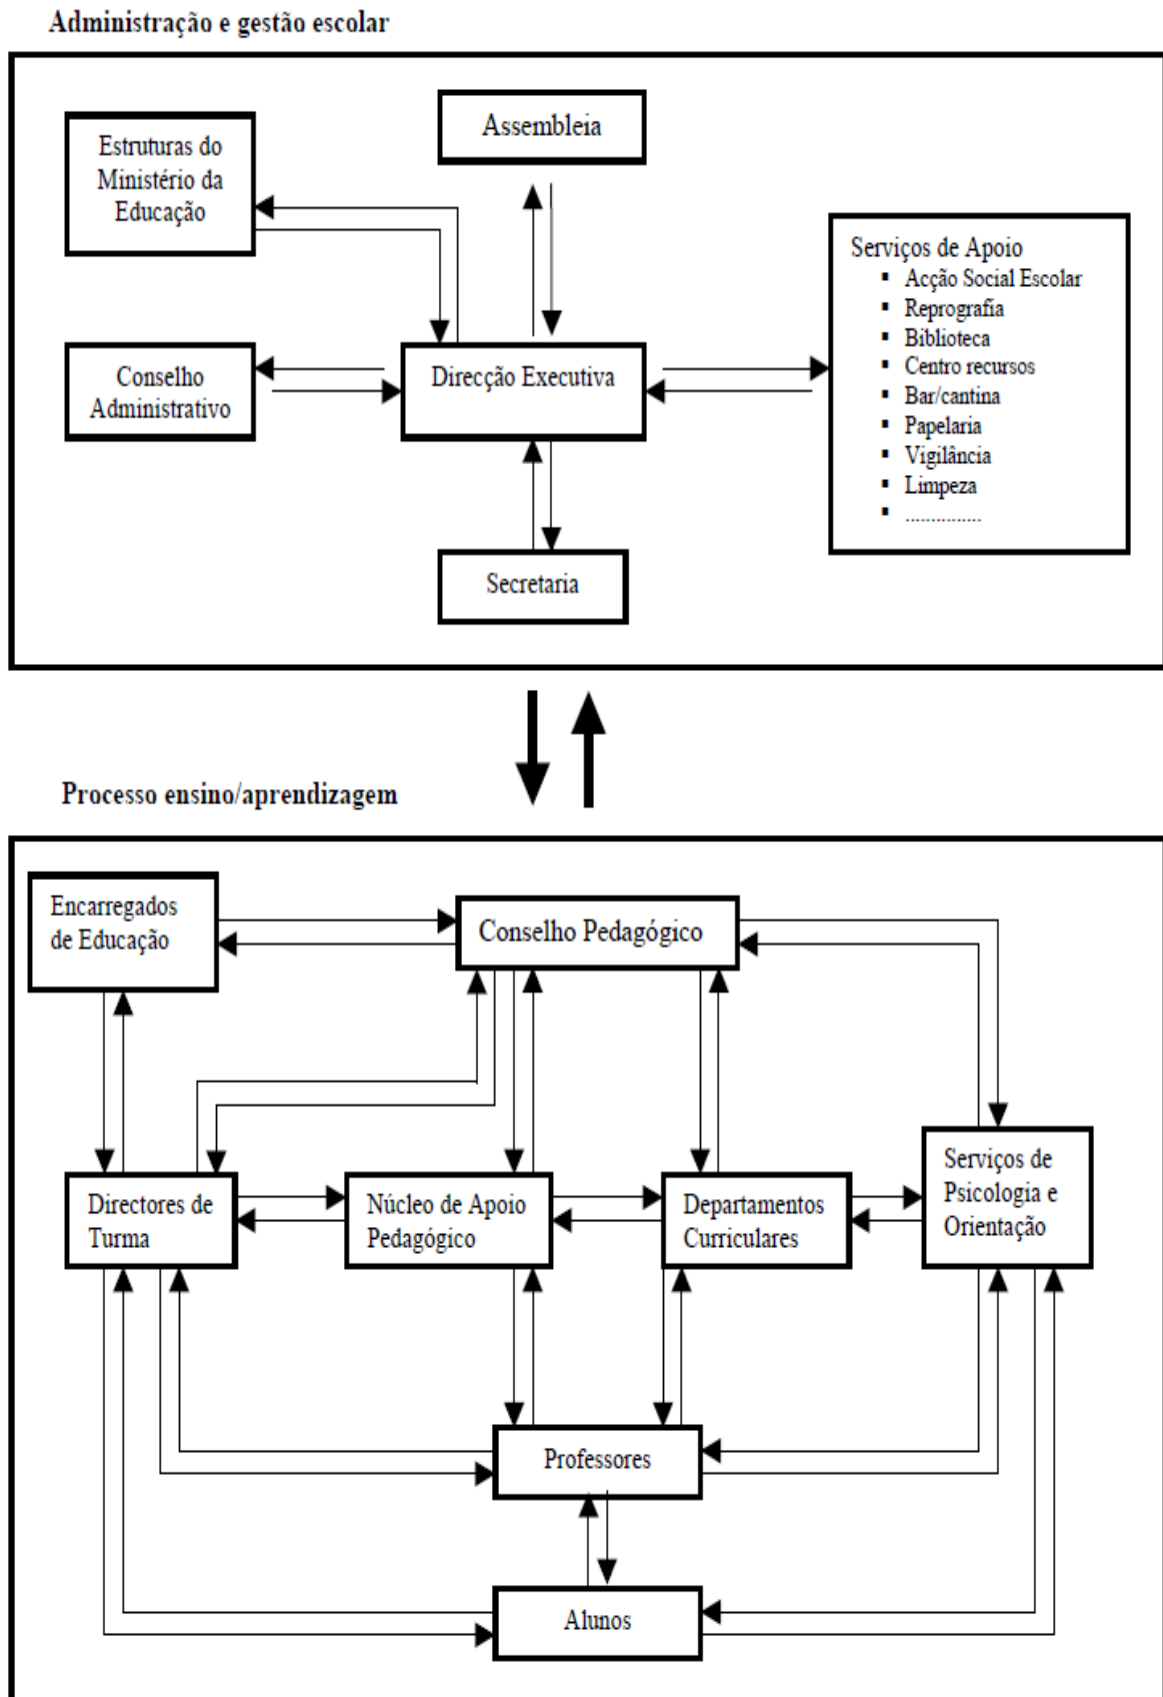 Administração e gestão escolar
Assembleia
Estruturas do
Ministério da
Educação
Serviços de Apoio
▪ Acção Social Escolar
▪ Reprografia
▪ Biblioteca
▪ Centro recursos
▪ Bar/cantina
▪ Papelaria
▪ Vigilância
▪ Limpeza
▪ ...............
Conselho
Administrativo
Direcção Executiva
Secretaria
Processo ensino/aprendizagem
Encarregados
de Educação
Conselho Pedagógico
Directores de
Turma
Núcleo de Apoio
Pedagógico
Departamentos
Curriculares
Serviços de
Psicologia e
Orientação
Professores
Alunos